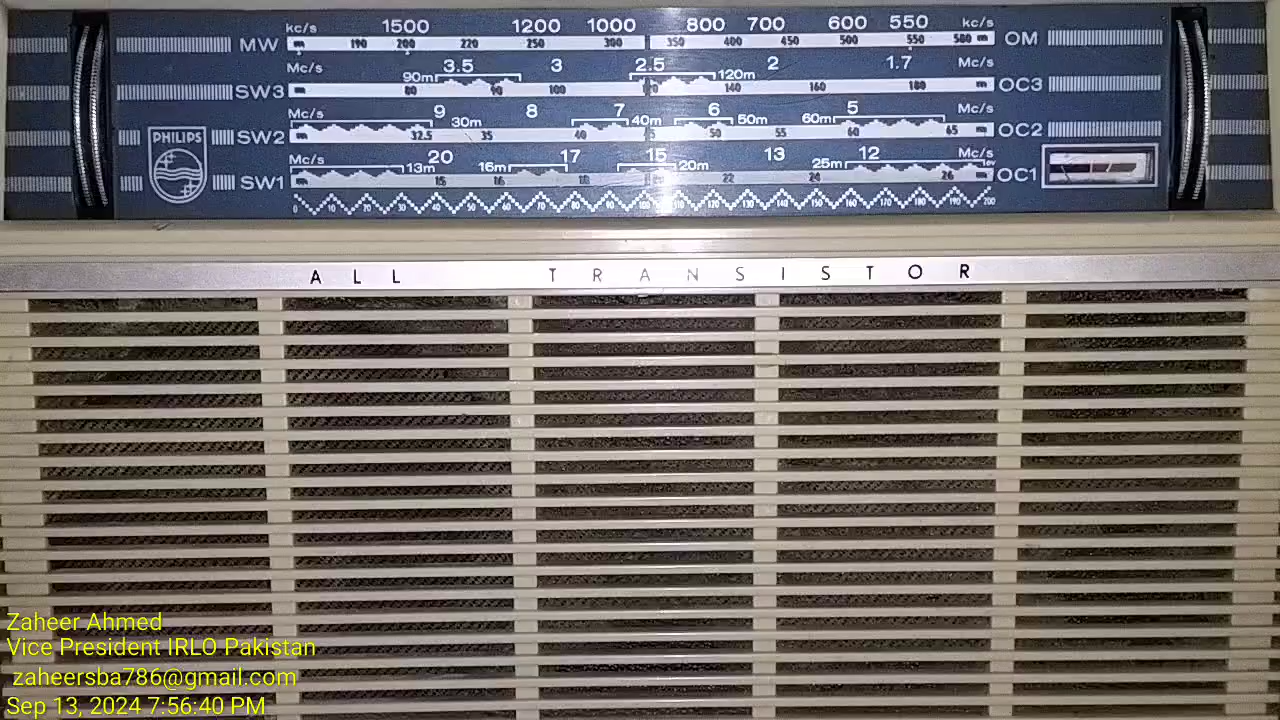 kc/s 1500 1200 1000 800 700 600 550 kc/s
MW m 190 200 220 250 300 350 400 450 500 550 580 m OM
Mc/s 3.5 3 2.5 2 1.7 Mc/s
90m 120m
SW3 m 80 90 100 120 140 160 180 m OC3
Mc/s 9 8 7 6 5 Mc/s
30m 40m 50m 60m
PHILIPS
SW2 m 32.5 35 40 45 50 55 60 65 m OC2
Mc/s 20 17 15 13 12 Mc/s
13m 16m 20m 25m
SW1 m 15 16 18 22 24 26 m OC1
0 10 20 30 40 50 60 70 80 90 100 110 120 130 140 150 160 170 180 190 200
ALL TRANSISTOR
Zaheer Ahmed
Vice President IRLO Pakistan
zaheersba786@gmail.com
Sep 13, 2024 7:56:40 PM